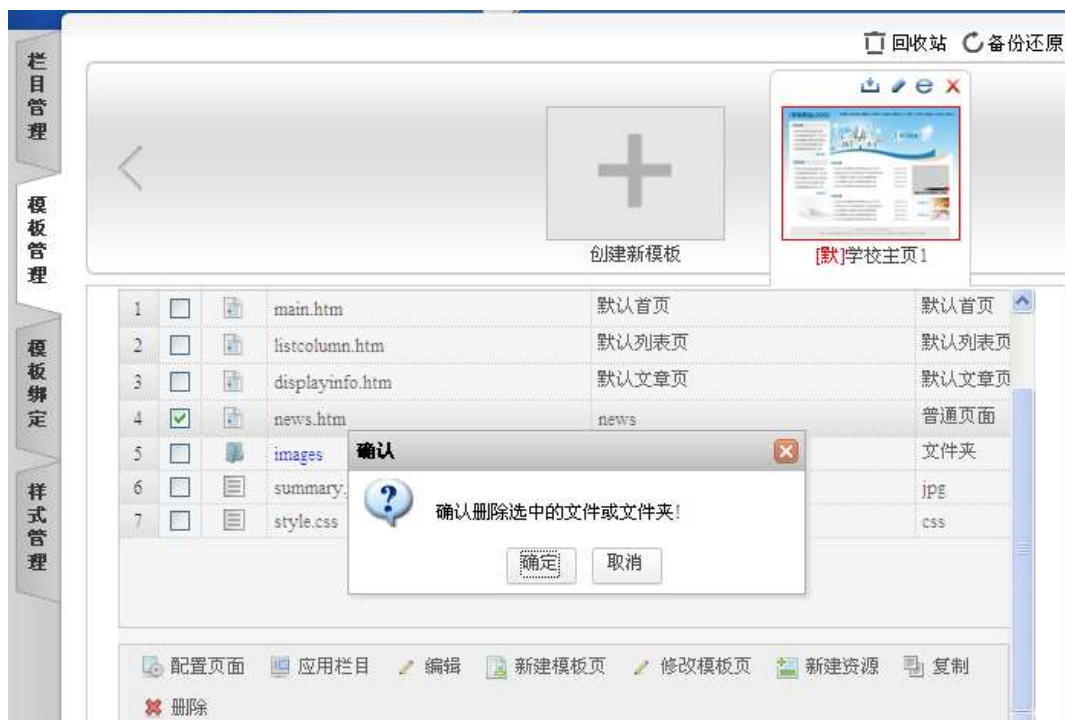 回收站 备份还原
栏目管理
模板管理
模板绑定
样式管理
创建新模板
[默]学校主页1
1 main.htm 默认首页 默认首页
2 listcolumn.htm 默认列表页 默认列表页
3 displayinfo.htm 默认文章页 默认文章页
4 news.htm news 普通页面
5 images 文件夹
6 summary. jpg
7 style.css css
确认
确认删除选中的文件或文件夹!
确定 取消
配置页面 应用栏目 编辑 新建模板页 修改模板页 新建资源 复制
删除